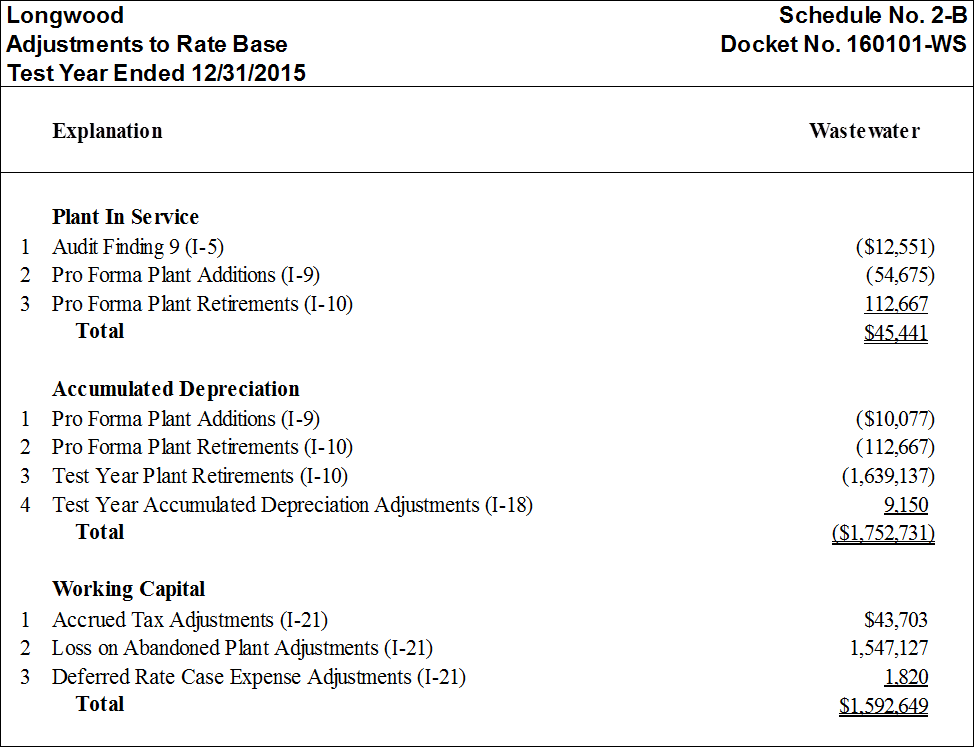 Longwood Schedule No. 2-B
Adjustments to Rate Base Docket No. 160101-WS
Test Year Ended 12/31/2015
Explanation Wastewater
Plant In Service
1 Audit Finding 9 (I-5) ($12,551)
2 Pro Forma Plant Additions (I-9) (54,675)
3 Pro Forma Plant Retirements (I-10) 112,667
Total $45,441
Accumulated Depreciation
1 Pro Forma Plant Additions (I-9) ($10,077)
2 Pro Forma Plant Retirements (I-10) (112,667)
3 Test Year Plant Retirements (I-10) (1,639,137)
4 Test Year Accumulated Depreciation Adjustments (I-18) 9,150
Total ($1,752,731)
Working Capital
1 Accrued Tax Adjustments (I-21) $43,703
2 Loss on Abandoned Plant Adjustments (I-21) 1,547,127
3 Deferred Rate Case Expense Adjustments (I-21) 1,820
Total $1,592,649